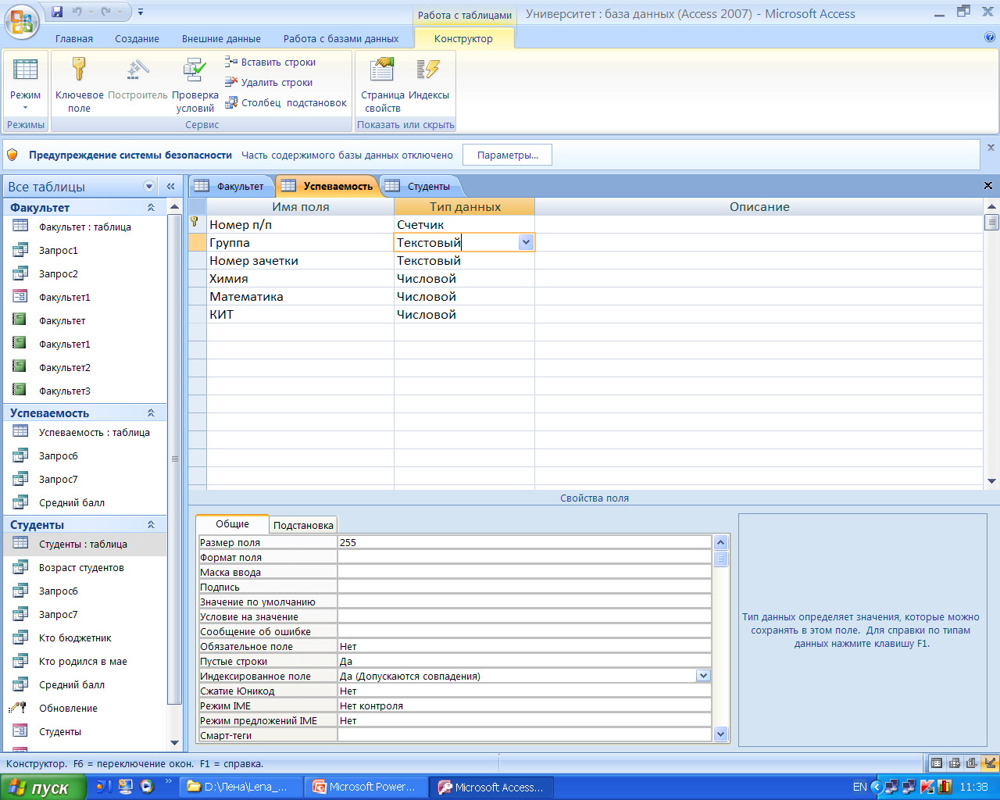 Работа с таблицами
Университет : база данных (Access 2007) - Microsoft Access
Главная
Создание
Внешние данные
Работа с базами данных
Конструктор
Режим
Ключевое поле
Построитель
Проверка условий
Вставить строки
Удалить строки
Столбец подстановок
Страница свойств
Индексы
Режимы
Сервис
Показать или скрыть
Предупреждение системы безопасности
Часть содержимого базы данных отключено
Параметры...
Все таблицы
Факультет
Факультет : таблица
Запрос1
Запрос2
Факультет1
Факультет
Факультет1
Факультет2
Факультет3
Успеваемость
Успеваемость : таблица
Запрос6
Запрос7
Средний балл
Студенты
Студенты : таблица
Возраст студентов
Запрос6
Запрос7
Кто бюджетник
Кто родился в мае
Средний балл
Обновление
Студенты
Факультет
Успеваемость
Студенты
Имя поля
Тип данных
Описание
Номер п/п
Счетчик
Группа
Текстовый
Номер зачетки
Текстовый
Химия
Числовой
Математика
Числовой
КИТ
Числовой
Свойства поля
Общие
Подстановка
Размер поля
255
Формат поля
Маска ввода
Подпись
Значение по умолчанию
Условие на значение
Сообщение об ошибке
Обязательное поле
Нет
Пустые строки
Да
Индексированное поле
Да (Допускаются совпадения)
Сжатие Юникод
Нет
Режим IME
Нет контроля
Режим предложений IME
Нет
Смарт-теги
Тип данных определяет значения, которые можно
сохранять в этом поле. Для справки по типам
данных нажмите клавишу F1.
Конструктор. F6 = переключение окон. F1 = справка.
пуск
D:\Лена\Lena_...
Microsoft Power...
Microsoft Access...
EN
11:38